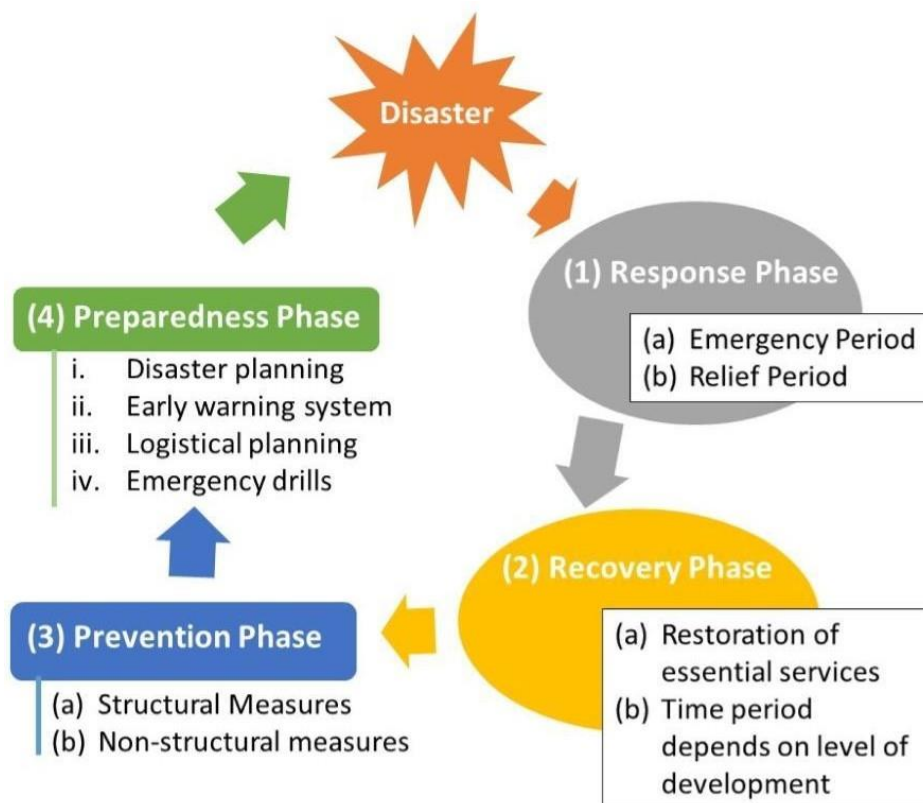 Disaster
(1) Response Phase
(a) Emergency Period
(b) Relief Period
(2) Recovery Phase
(a) Restoration of
essential services
(b) Time period
depends on level of
development
(3) Prevention Phase
(a) Structural Measures
(b) Non-structural measures
(4) Preparedness Phase
i. Disaster planning
ii. Early warning system
iii. Logistical planning
iv. Emergency drills